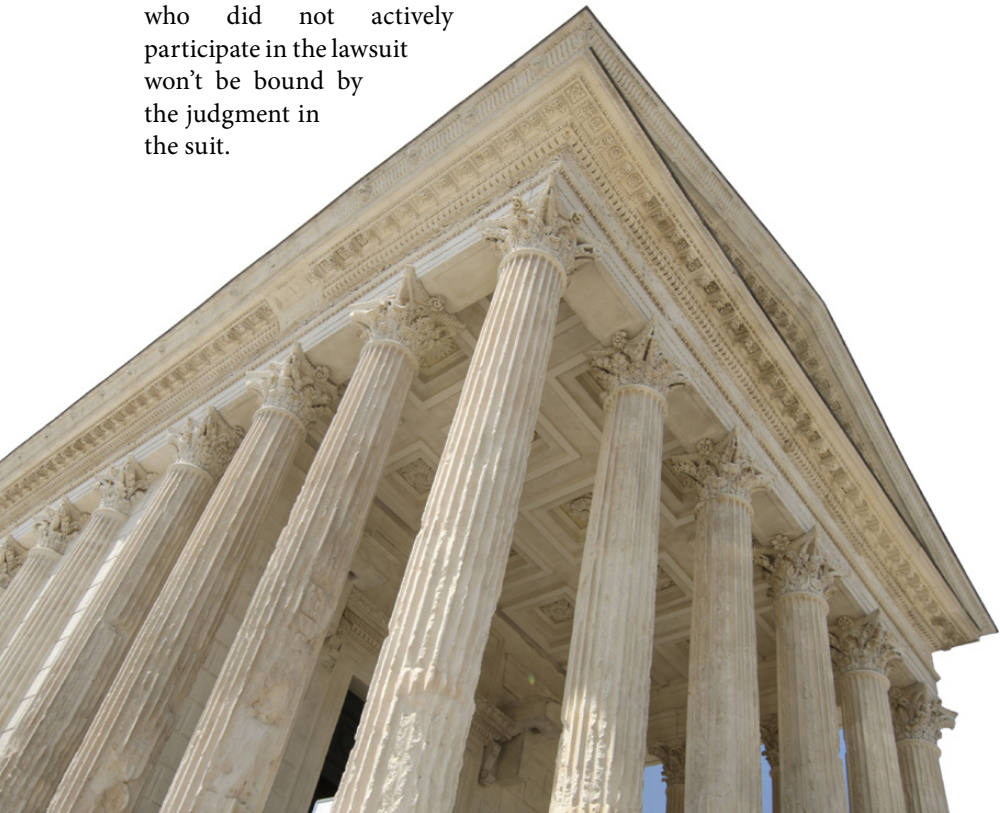 who did not actively
participate in the lawsuit
won't be bound by
the judgment in
the suit.